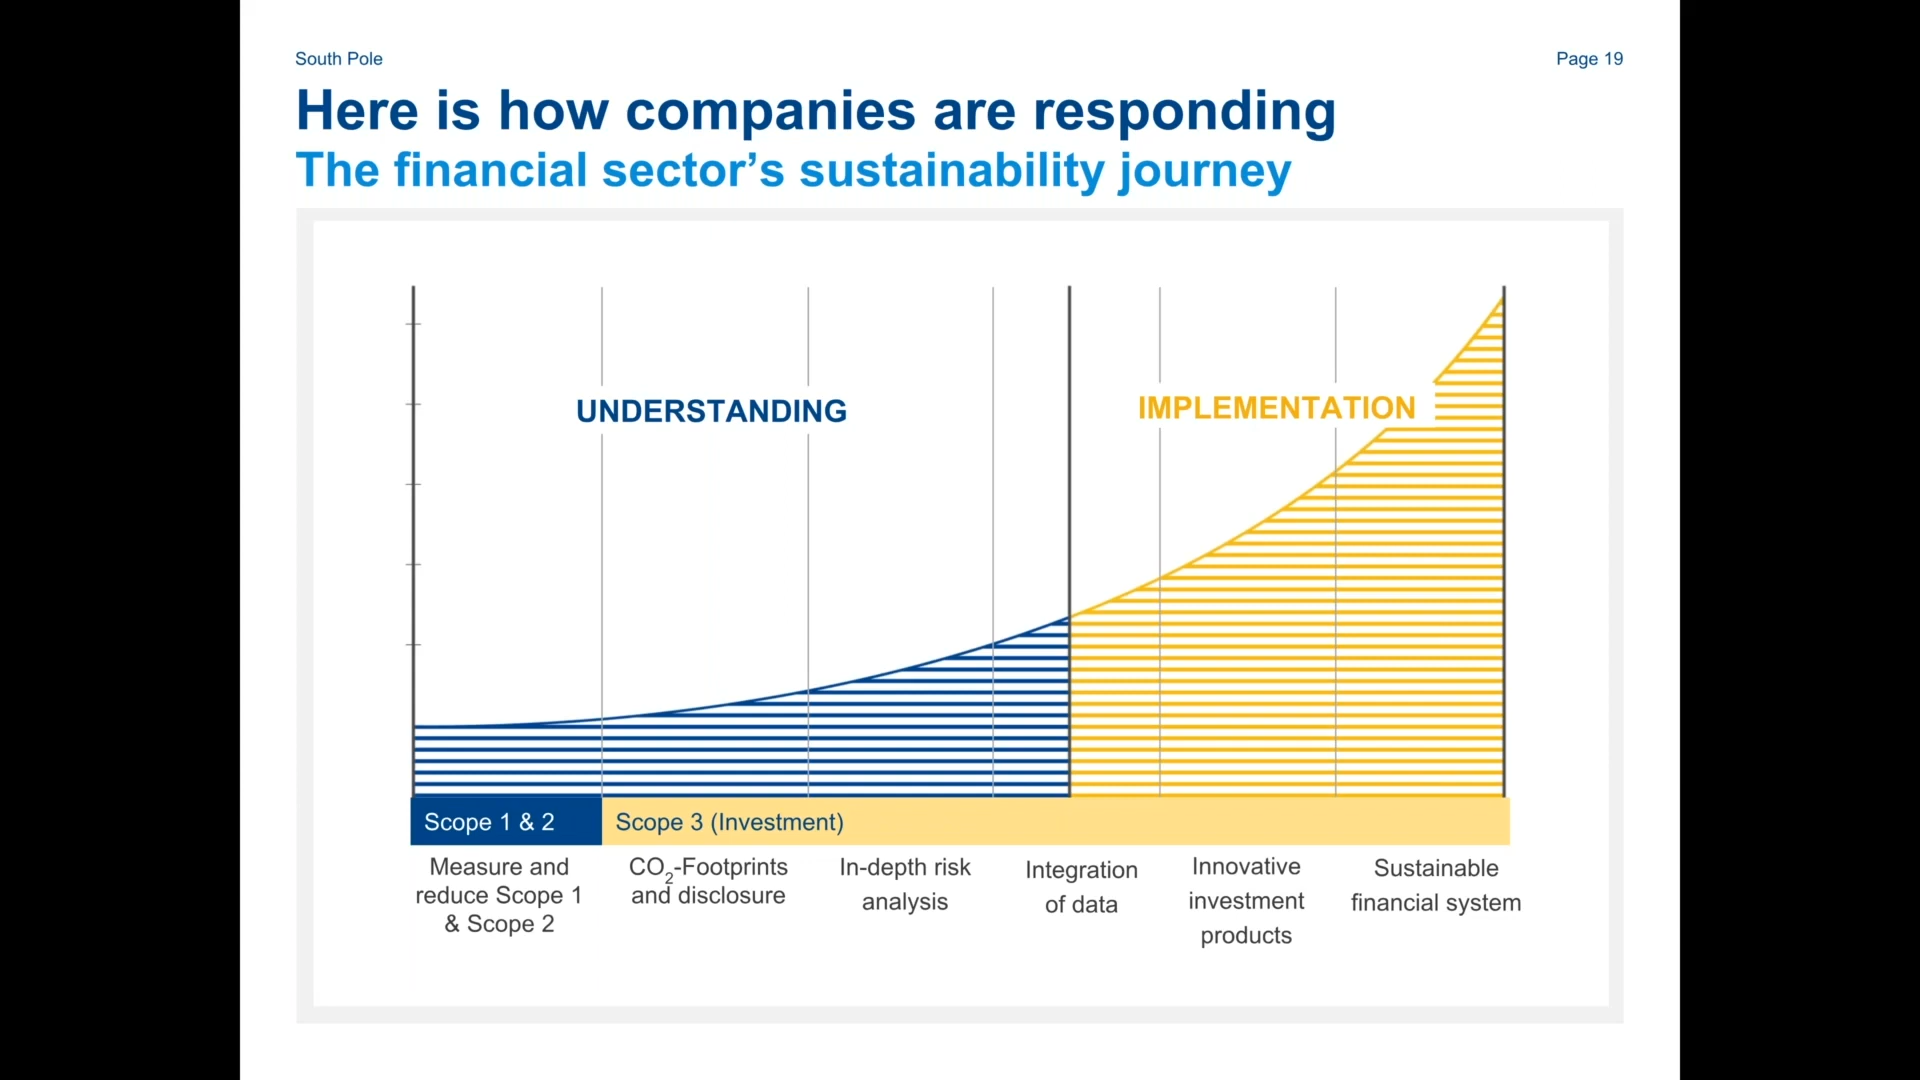 South Pole
Page 19
Here is how companies are responding
The financial sector’s sustainability journey
UNDERSTANDING
IMPLEMENTATION
Scope 1 & 2
Scope 3 (Investment)
Measure and
reduce Scope 1
& Scope 2
CO2-Footprints
and disclosure
In-depth risk
analysis
Integration
of data
Innovative
investment
products
Sustainable
financial system